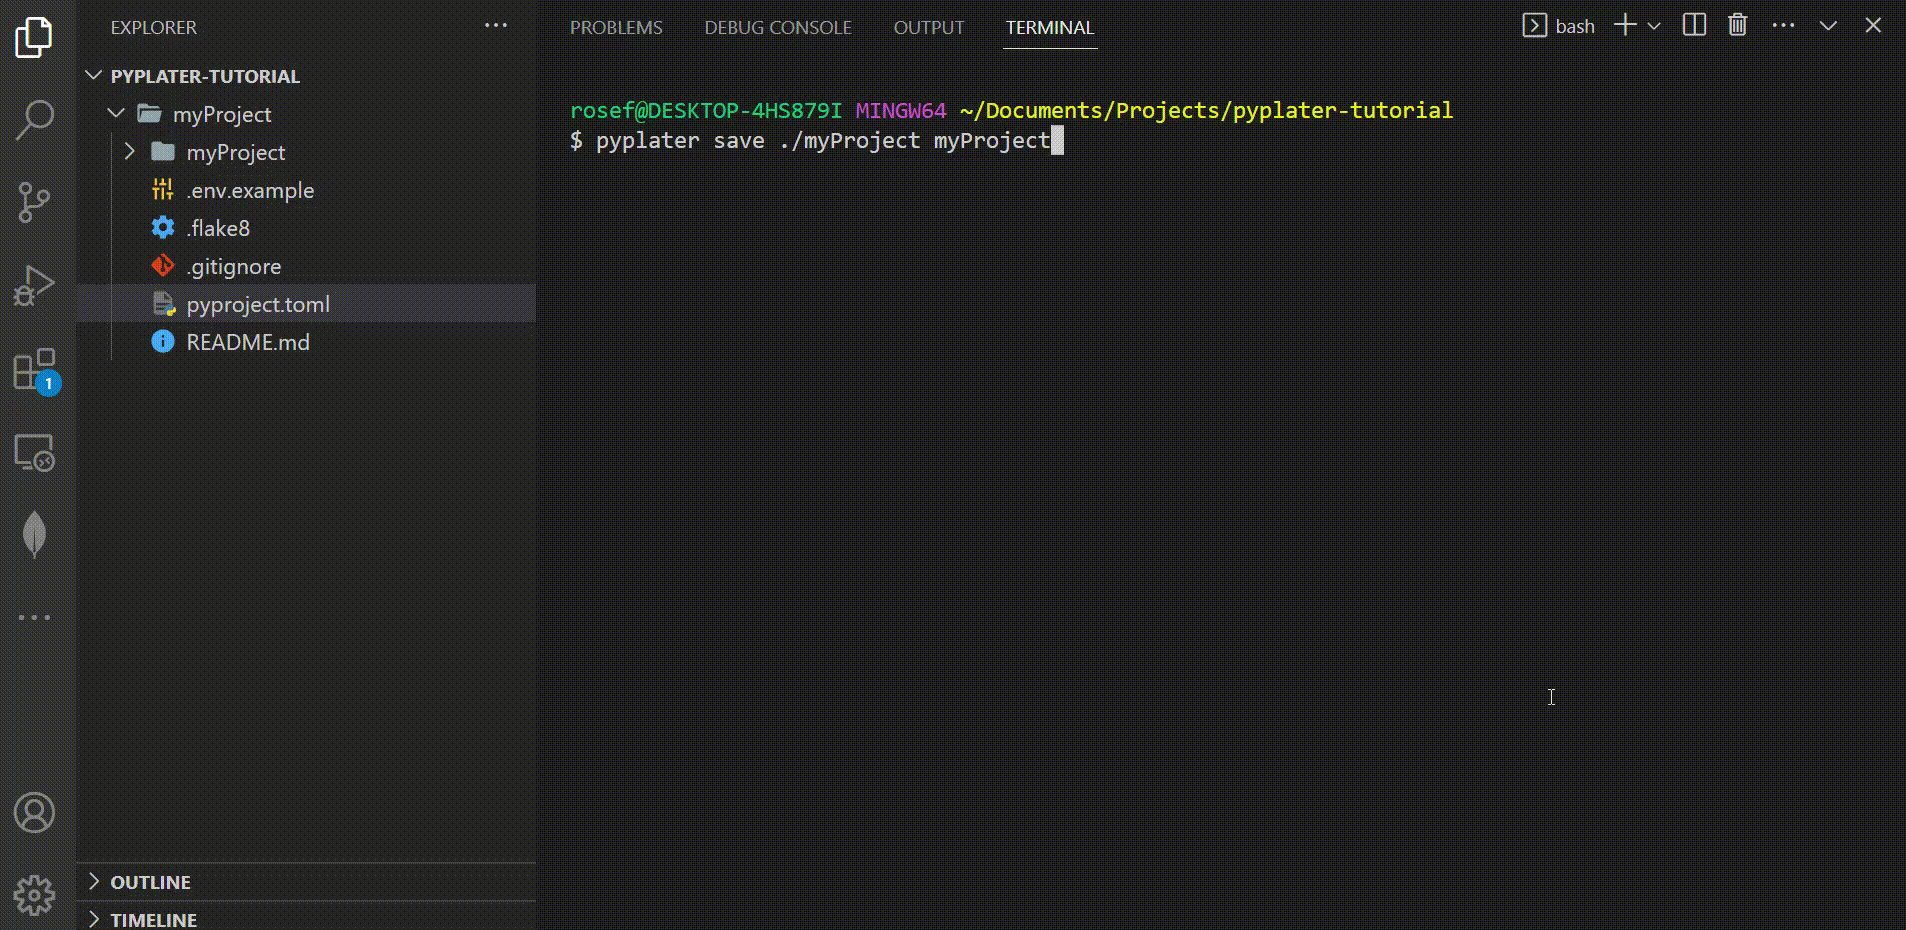 EXPLORER
PYPLATER-TUTORIAL
myProject
myProject
.env.example
.flake8
.gitignore
pyproject.toml
README.md
1
OUTLINE
TIMELINE
PROBLEMS DEBUG CONSOLE OUTPUT TERMINAL bash
rosef@DESKTOP-4HS879I MINGW64 ~/Documents/Projects/pyplater-tutorial
$ pyplater save ./myProject myProject